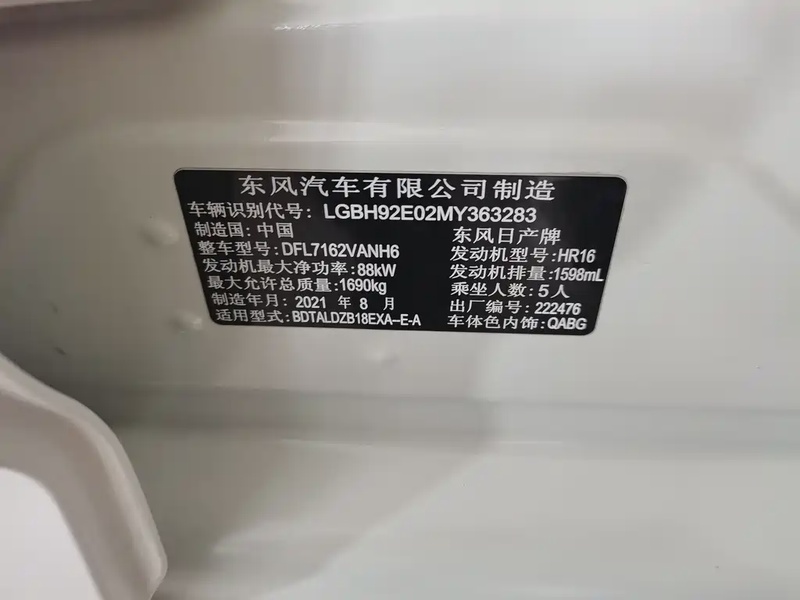 东风汽车有限公司制造
车辆识别代号: LGBH92E02MY363283
制造国: 中国 东风日产牌
整车型号: DFL7162VANH6 发动机型号: HR16
发动机最大净功率: 88kW 发动机排量: 1598mL
最大允许总质量: 1690kg 乘坐人数: 5人
制造年月: 2021 年 8 月 出厂编号: 222476
适用型式: BDTALDZB18EXA-E-A 车体色内饰: QABG